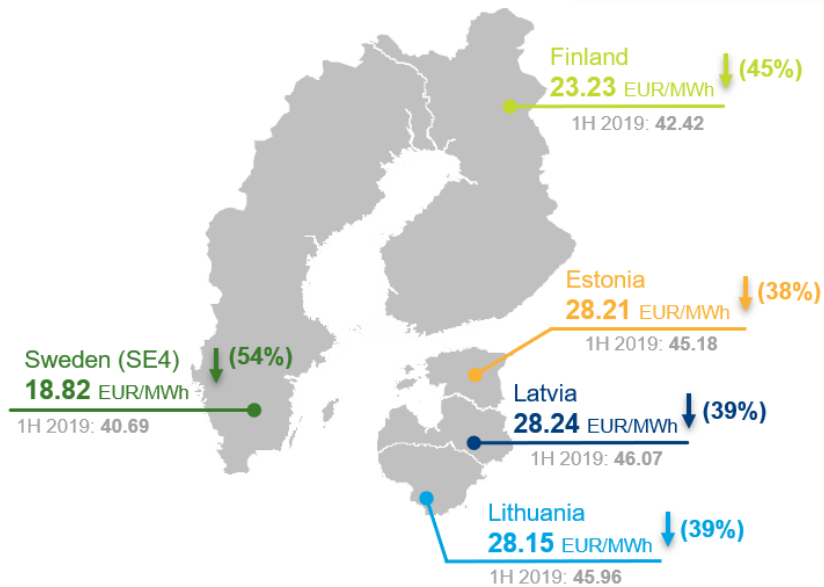 Finland
23.23 EUR/MWh (45%)
1H 2019: 42.42
Estonia
28.21 EUR/MWh (38%)
1H 2019: 45.18
Sweden (SE4) (54%)
18.82 EUR/MWh
1H 2019: 40.69
Latvia
28.24 EUR/MWh (39%)
1H 2019: 46.07
Lithuania
28.15 EUR/MWh (39%)
1H 2019: 45.96